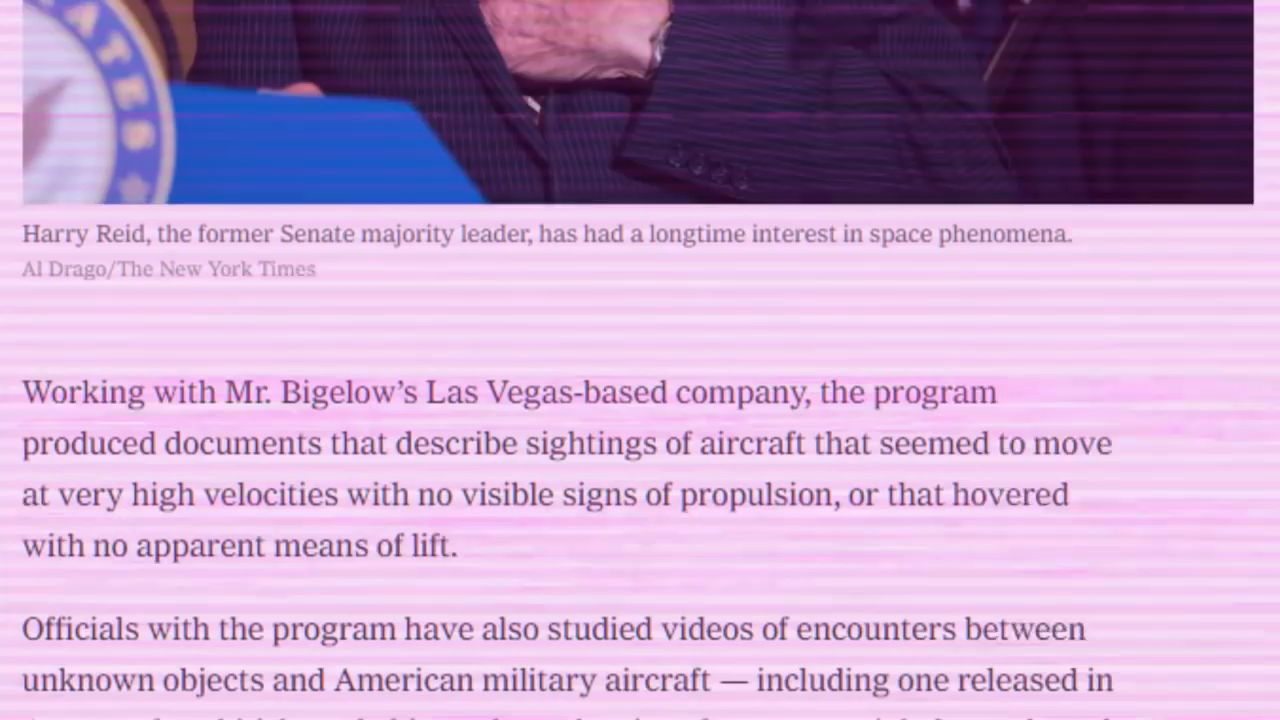 ATES
Harry Reid, the former Senate majority leader, has had a longtime interest in space phenomena.
Al Drago/The New York Times
Working with Mr. Bigelow’s Las Vegas-based company, the program
produced documents that describe sightings of aircraft that seemed to move
at very high velocities with no visible signs of propulsion, or that hovered
with no apparent means of lift.
Officials with the program have also studied videos of encounters between
unknown objects and American military aircraft — including one released in